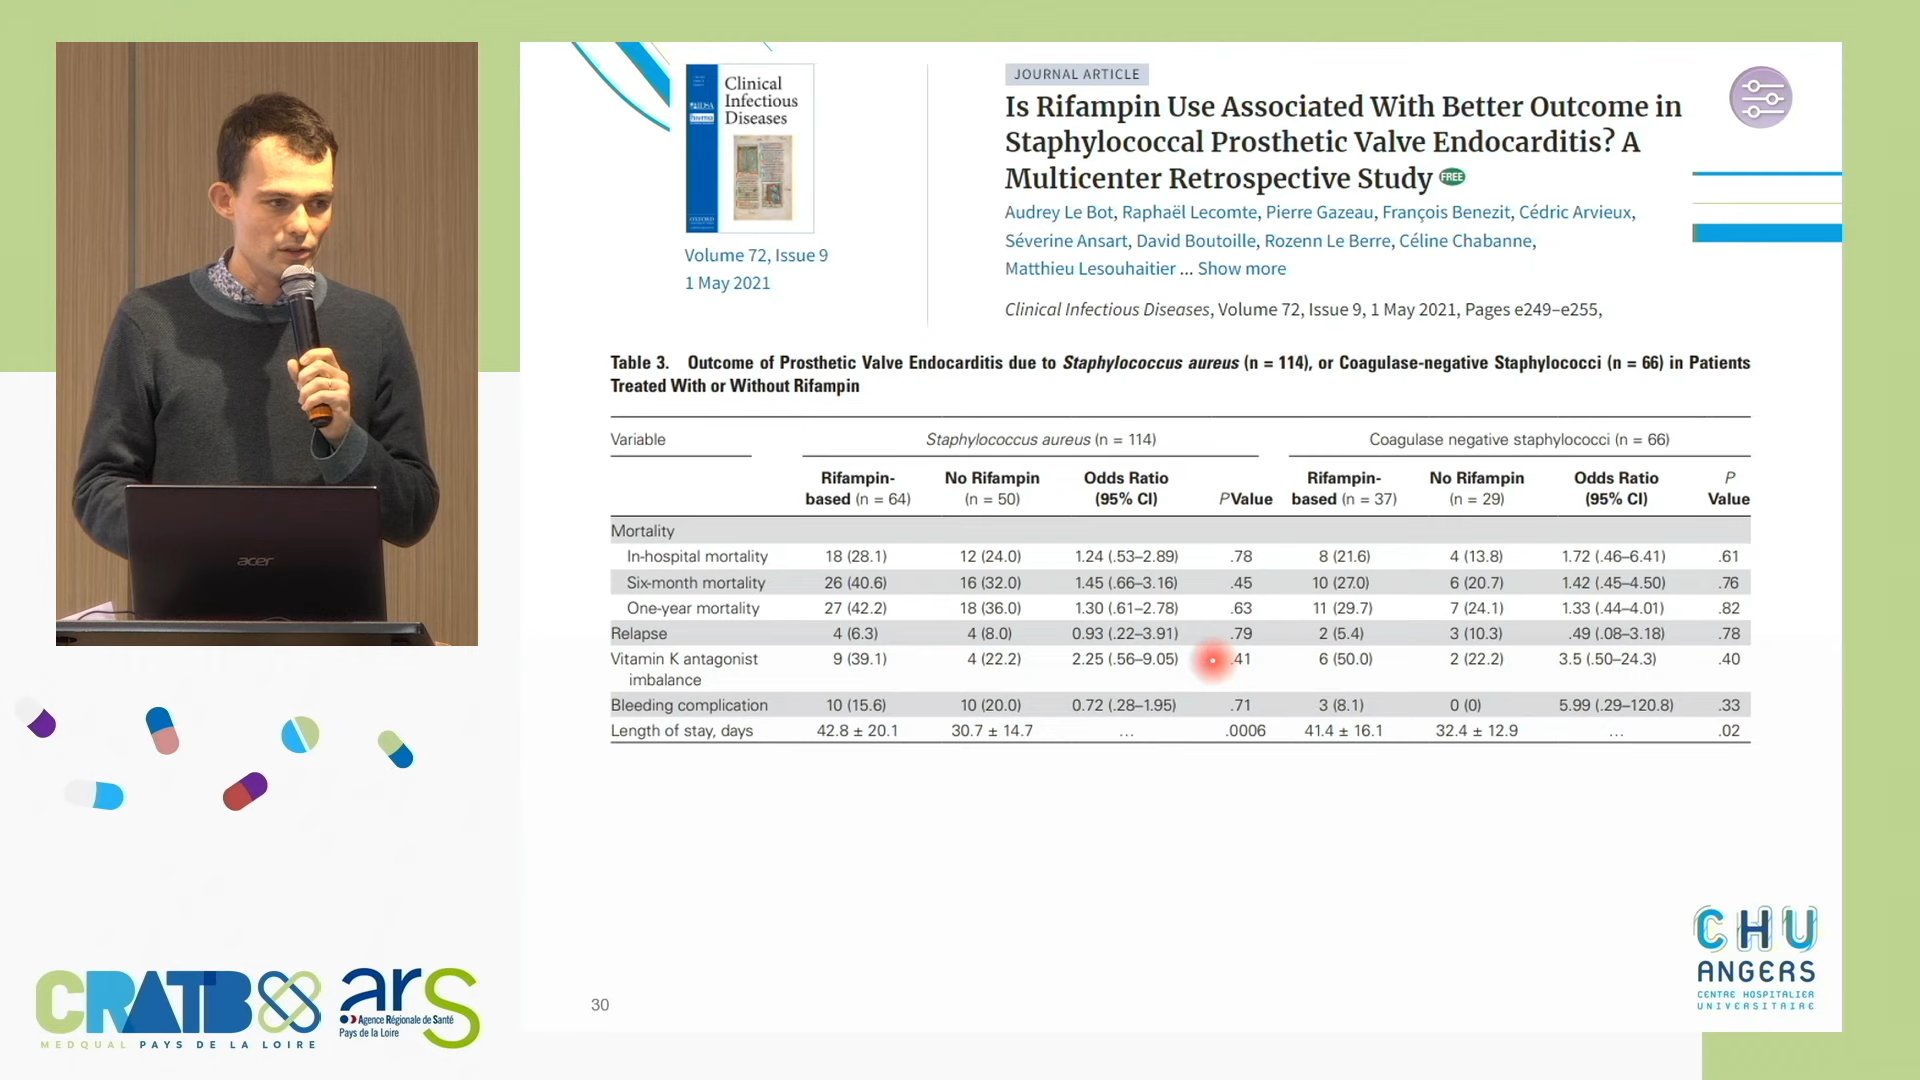 Clinical
Infectious
Diseases
IDSA
hivma
OXFORD
Volume 72, Issue 9
1 May 2021
JOURNAL ARTICLE
Is Rifampin Use Associated With Better Outcome in
Staphylococcal Prosthetic Valve Endocarditis? A
Multicenter Retrospective Study FREE
Audrey Le Bot, Raphaël Lecomte, Pierre Gazeau, François Benezit, Cédric Arvieux,
Séverine Ansart, David Boutoille, Rozenn Le Berre, Céline Chabanne,
Matthieu Lesouhaitier ... Show more
Clinical Infectious Diseases, Volume 72, Issue 9, 1 May 2021, Pages e249–e255,
Table 3. Outcome of Prosthetic Valve Endocarditis due to Staphylococcus aureus (n = 114), or Coagulase-negative Staphylococci (n = 66) in Patients
Treated With or Without Rifampin
Variable Staphylococcus aureus (n = 114) Coagulase negative staphylococci (n = 66)
Rifampin- No Rifampin Odds Ratio Rifampin- No Rifampin Odds Ratio P
based (n = 64) (n = 50) (95% CI) P Value based (n = 37) (n = 29) (95% CI) Value
Mortality
In-hospital mortality 18 (28.1) 12 (24.0) 1.24 (.53–2.89) .78 8 (21.6) 4 (13.8) 1.72 (.46–6.41) .61
Six-month mortality 26 (40.6) 16 (32.0) 1.45 (.66–3.16) .45 10 (27.0) 6 (20.7) 1.42 (.45–4.50) .76
One-year mortality 27 (42.2) 18 (36.0) 1.30 (.61–2.78) .63 11 (29.7) 7 (24.1) 1.33 (.44–4.01) .82
Relapse 4 (6.3) 4 (8.0) 0.93 (.22–3.91) .79 2 (5.4) 3 (10.3) .49 (.08–3.18) .78
Vitamin K antagonist 9 (39.1) 4 (22.2) 2.25 (.56–9.05) .41 6 (50.0) 2 (22.2) 3.5 (.50–24.3) .40
imbalance
Bleeding complication 10 (15.6) 10 (20.0) 0.72 (.28–1.95) .71 3 (8.1) 0 (0) 5.99 (.29–120.8) .33
Length of stay, days 42.8 ± 20.1 30.7 ± 14.7 ... .0006 41.4 ± 16.1 32.4 ± 12.9 ... .02
acer
30
CRATB
MEDQUAL PAYS DE LA LOIRE
ars
Agence Régionale de Santé
Pays de la Loire
CHU
ANGERS
CENTRE HOSPITALIER
UNIVERSITAIRE